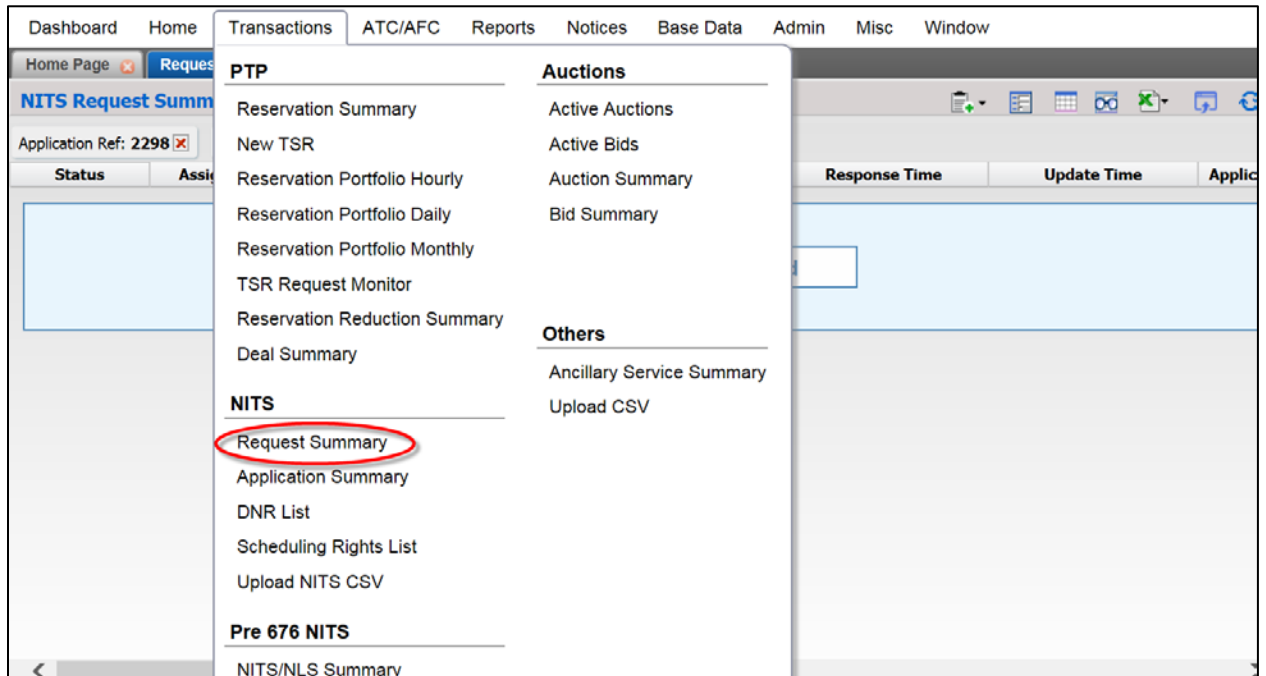 Dashboard Home Transactions ATC/AFC Reports Notices Base Data Admin Misc Window
Home Page
NITS Request
Application Ref: 2298
Status Response Time Update Time
PTP
Reservation Summary
New TSR
Reservation Portfolio Hourly
Reservation Portfolio Daily
Reservation Portfolio Monthly
TSR Request Monitor
Reservation Reduction Summary
Deal Summary
NITS
Request Summary
Application Summary
DNR List
Scheduling Rights List
Upload NITS CSV
Pre 676 NITS
NITS/NLS Summary
Auctions
Active Auctions
Active Bids
Auction Summary
Bid Summary
Others
Ancillary Service Summary
Upload CSV